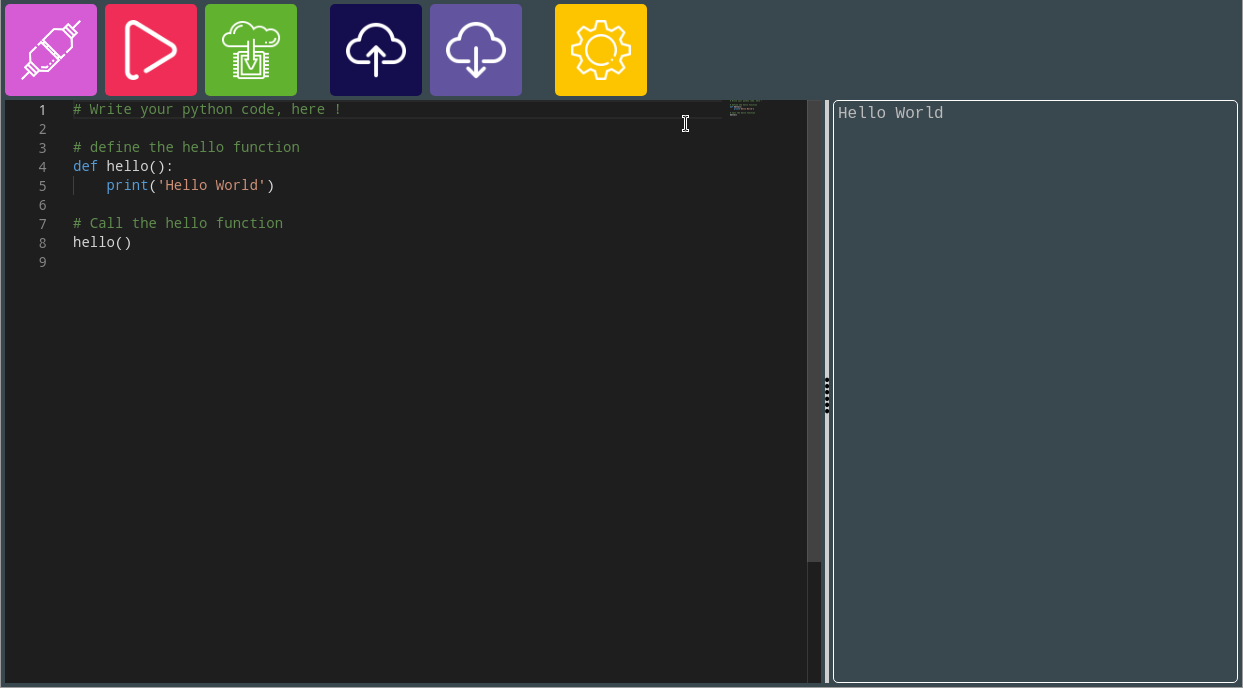 1 # Write your python code, here !
2
3 # define the hello function
4 def hello():
5     print('Hello World')
6
7 # Call the hello function
8 hello()
9
Hello World